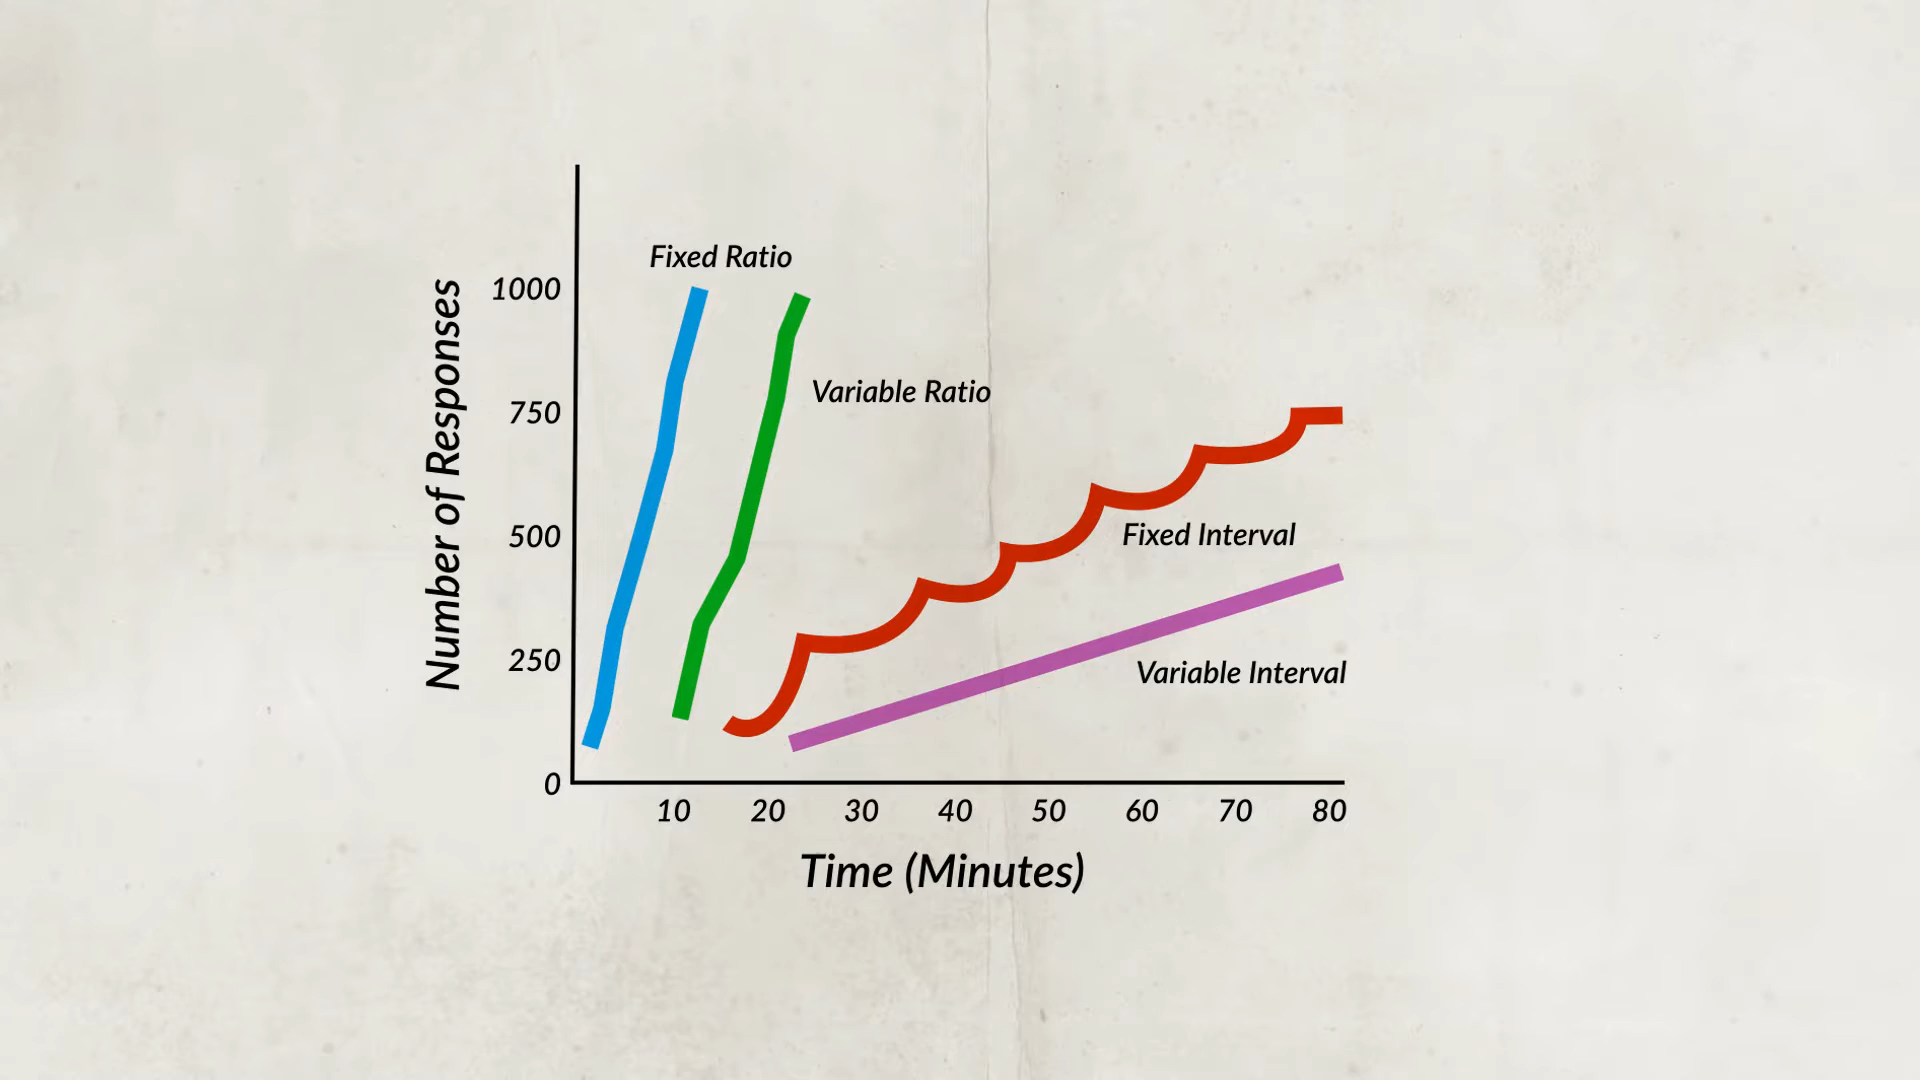 Fixed Ratio
1000
Variable Ratio
750
Number of Responses
500
Fixed Interval
250
Variable Interval
0
10 20 30 40 50 60 70 80
Time (Minutes)